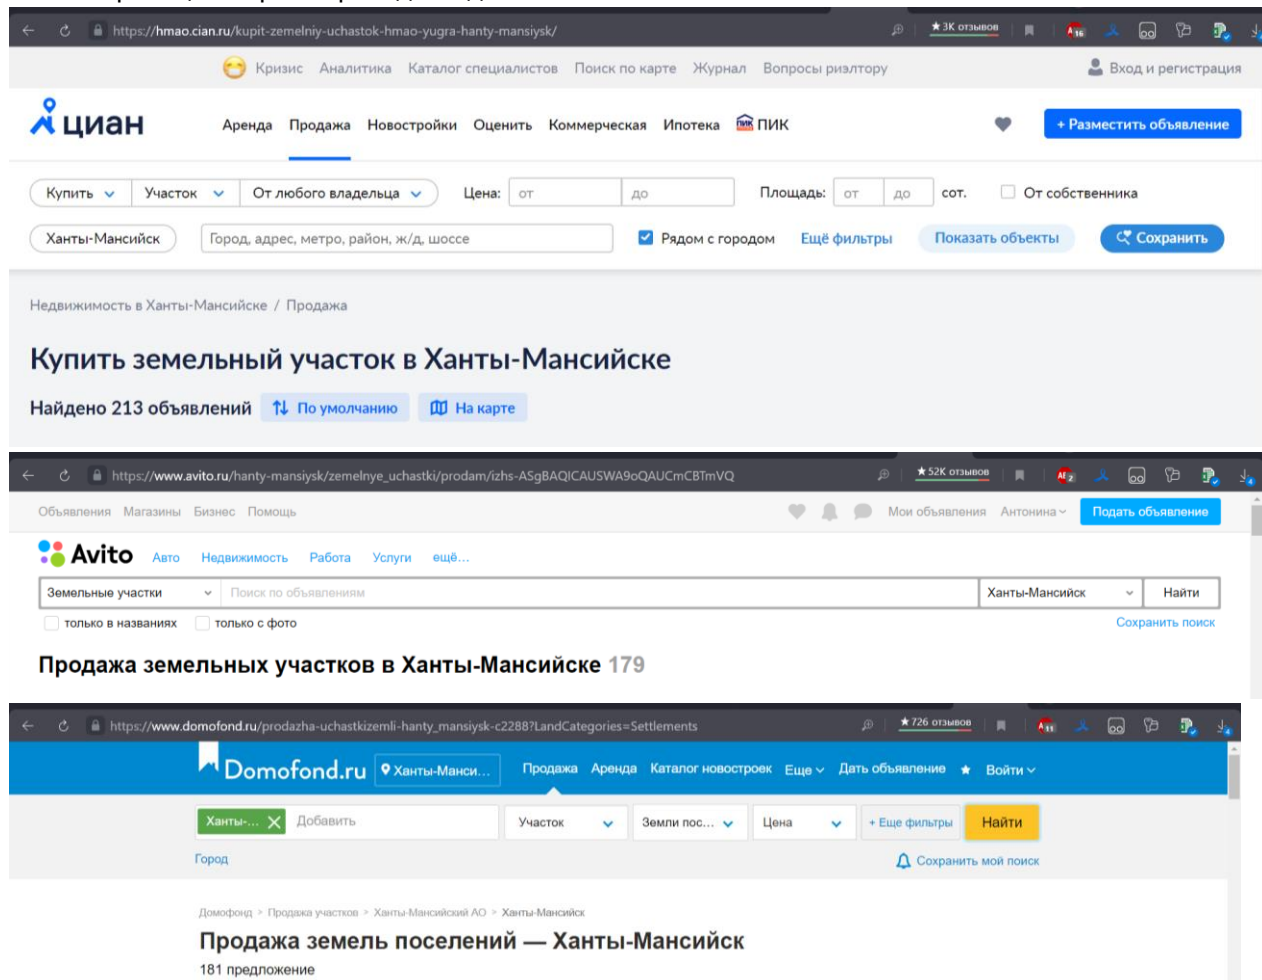 https://hmao.cian.ru/kupit-zemelniy-uchastok-hmao-yugra-hanty-mansiysk/ ★ 3K отзывов 16
Кризис Аналитика Каталог специалистов Поиск по карте Журнал Вопросы риэлтору Вход и регистрация
циан Аренда Продажа Новостройки Оценить Коммерческая Ипотека ПИК ПИК + Разместить объявление
Купить Участок От любого владельца Цена: от до Площадь: от до сот. От собственника
Ханты-Мансийск Город, адрес, метро, район, ж/д, шоссе Рядом с городом Ещё фильтры Показать объекты Сохранить
Недвижимость в Ханты-Мансийске / Продажа
Купить земельный участок в Ханты-Мансийске
Найдено 213 объявлений По умолчанию На карте
https://www.avito.ru/hanty-mansiysk/zemelnye_uchastki/prodam/izhs-ASgBAQICAUSWA9oQAUCmCBTmVQ ★ 52K отзывов 2 4
Объявления Магазины Бизнес Помощь Мои объявления Антонина Подать объявление
Avito Авто Недвижимость Работа Услуги ещё...
Земельные участки Поиск по объявлениям Ханты-Мансийск Найти
только в названиях только с фото Сохранить поиск
Продажа земельных участков в Ханты-Мансийске 179
https://www.domofond.ru/prodazha-uchastkizemli-hanty_mansiysk-c2288?LandCategories=Settlements ★ 726 отзывов 11 4
Domofond.ru Ханты-Манси... Продажа Аренда Каталог новостроек Еще Дать объявление ★ Войти
Ханты-... Добавить Участок Земли пос... Цена + Еще фильтры Найти
Город Сохранить мой поиск
Домофонд > Продажа участков > Ханты-Мансийский АО > Ханты-Мансийск
Продажа земель поселений — Ханты-Мансийск
181 предложение